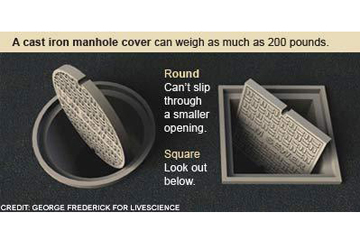 A cast iron manhole cover can weigh as much as 200 pounds.
Round
Can't slip
through
a smaller
opening.
Square
Look out
below.
CREDIT: GEORGE FREDERICK FOR LIVESCIENCE